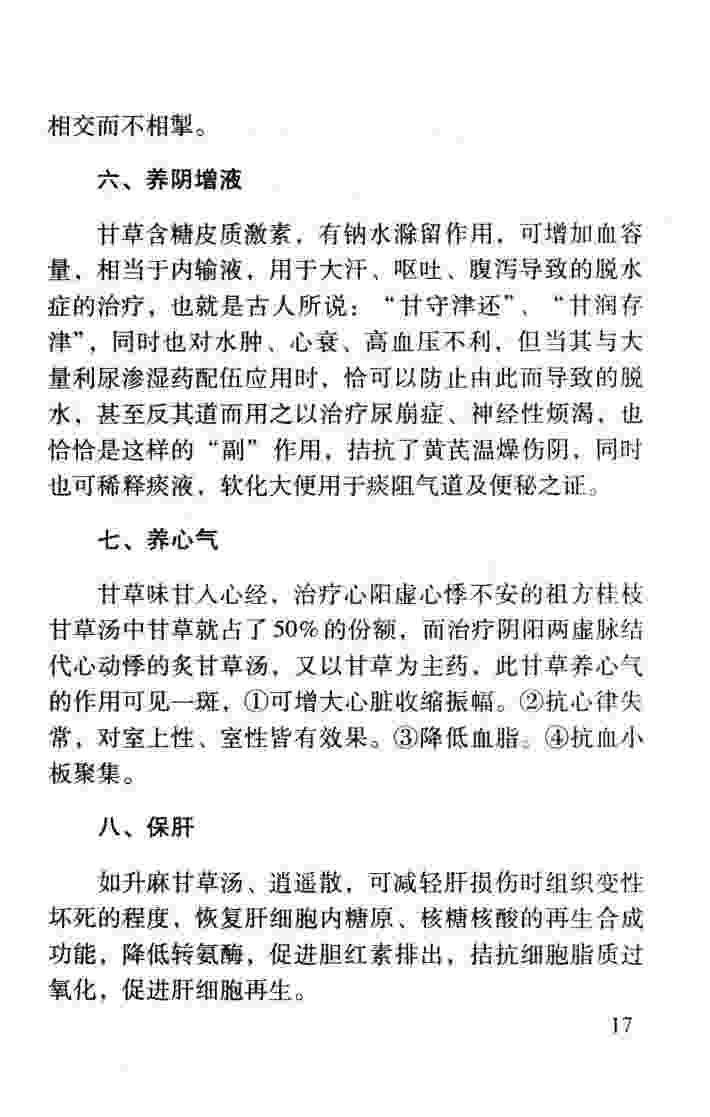 相交而不相掣。
六、养阴增液
甘草含糖皮质激素，有钠水滁留作用，可增加血容
量，相当于内输液，用于大汗、呕吐、腹泻导致的脱水
症的治疗，也就是古人所说：“甘守津还”、“甘润存
津”，同时也对水肿、心衰、高血压不利，但当其与大
量利尿渗湿药配伍应用时，恰可以防止由此而导致的脱
水，甚至反其道而用之以治疗尿崩症、神经性烦渴，也
恰恰是这样的“副”作用，拮抗了黄芪温燥伤阴，同时
也可稀释痰液，软化大便用于痰阻气道及便秘之证。
七、养心气
甘草味甘入心经，治疗心阳虚心悸不安的祖方桂枝
甘草汤中甘草就占了50%的份额，而治疗阴阳两虚脉结
代心动悸的炙甘草汤，又以甘草为主药，此甘草养心气
的作用可见一斑，①可增大心脏收缩振幅。②抗心律失
常，对室上性、室性皆有效果。③降低血脂。④抗血小
板聚集。
八、保肝
如升麻甘草汤、逍遥散，可减轻肝损伤时组织变性
坏死的程度，恢复肝细胞内糖原、核糖核酸的再生合成
功能，降低转氨酶，促进胆红素排出，拮抗细胞脂质过
氧化，促进肝细胞再生。
17